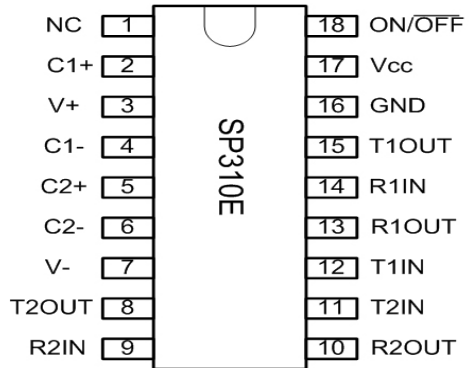 NC 1 18 ON/OFF
C1+ 2 17 Vcc
V+ 3 16 GND
C1- 4 15 T1OUT
C2+ 5 14 R1IN
C2- 6 13 R1OUT
V- 7 12 T1IN
T2OUT 8 11 T2IN
R2IN 9 10 R2OUT
SP310E